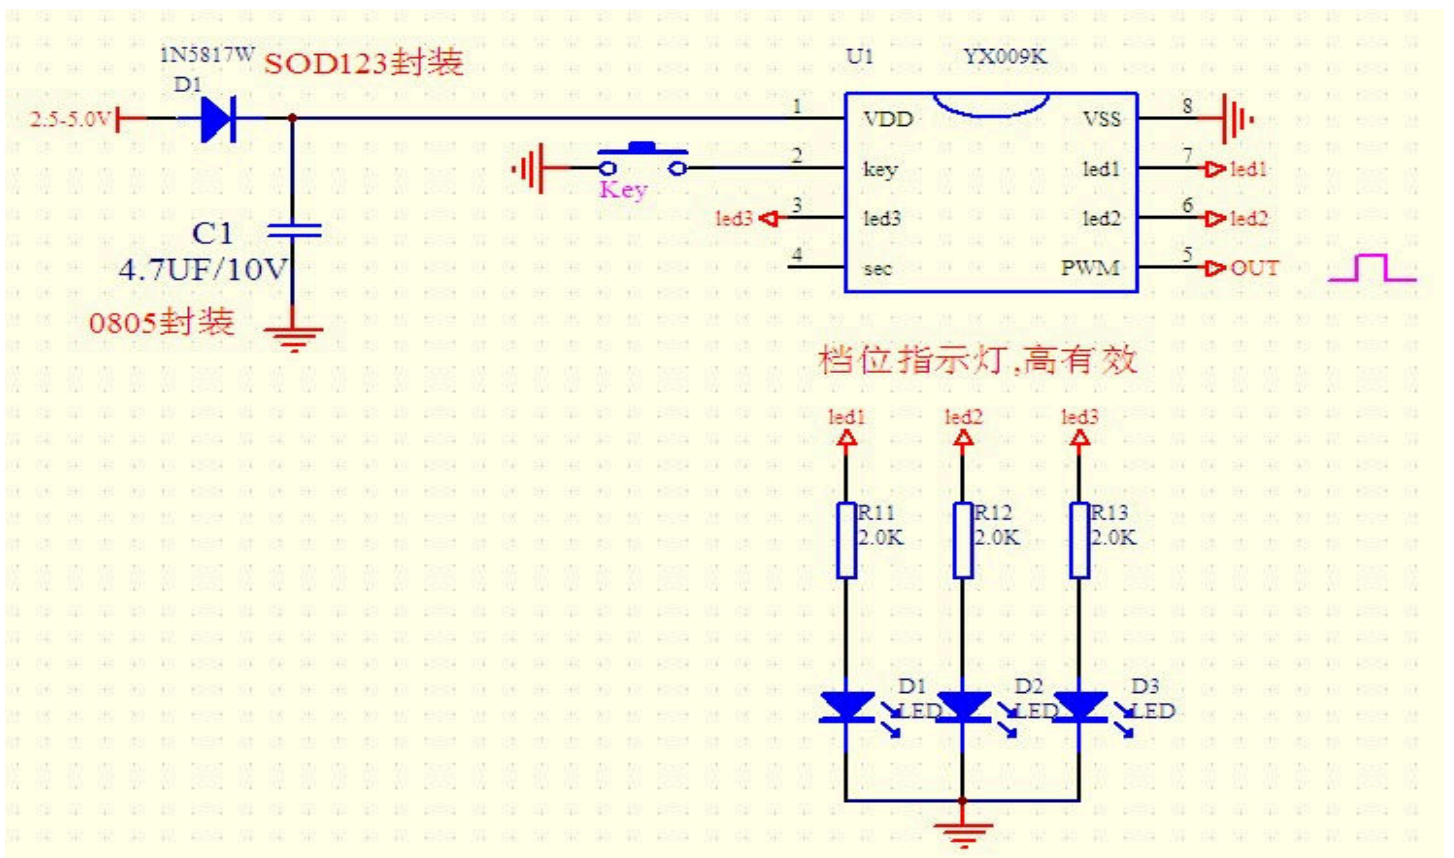 1N5817W
SOD123封装
D1
2.5-5.0V
C1
4.7UF/10V
0805封装
Key
U1
YX009K
1
VDD
VSS
8
2
key
led1
7
led1
led3
3
led3
led2
6
led2
4
sec
PWM
5
OUT
档位指示灯,高有效
led1
led2
led3
R11
2.0K
R12
2.0K
R13
2.0K
D1
LED
D2
LED
D3
LED